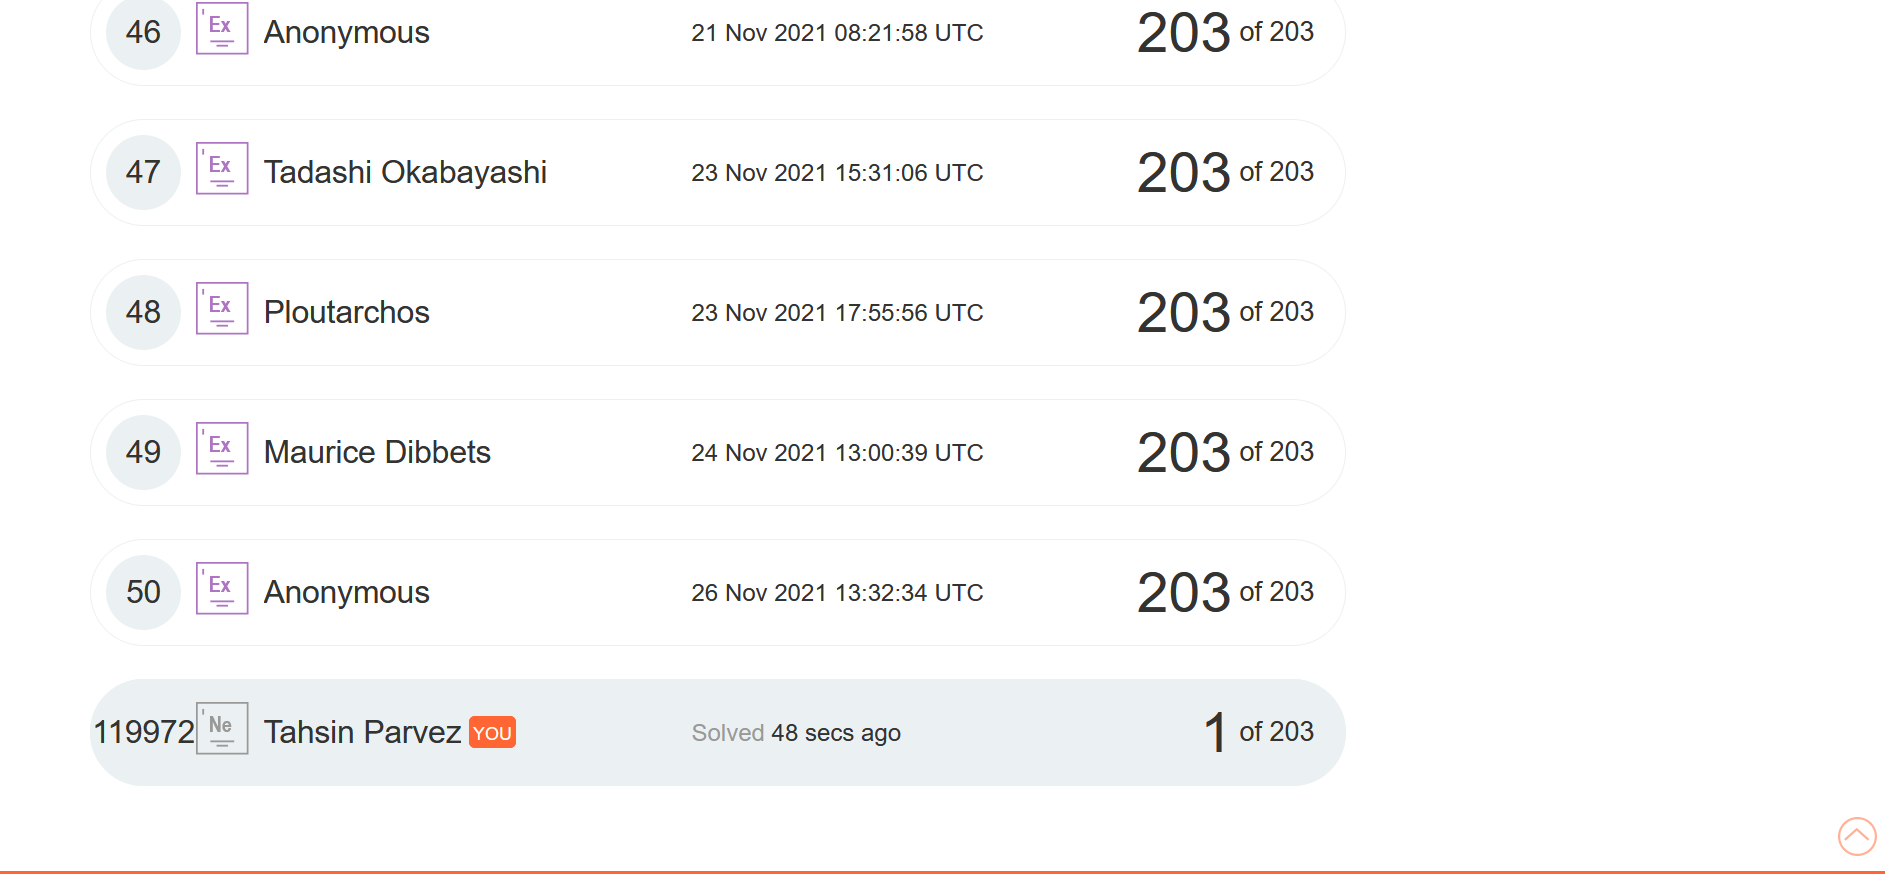 46 Ex Anonymous 21 Nov 2021 08:21:58 UTC 203 of 203
47 Ex Tadashi Okabayashi 23 Nov 2021 15:31:06 UTC 203 of 203
48 Ex Ploutarchos 23 Nov 2021 17:55:56 UTC 203 of 203
49 Ex Maurice Dibbets 24 Nov 2021 13:00:39 UTC 203 of 203
50 Ex Anonymous 26 Nov 2021 13:32:34 UTC 203 of 203
119972 Ne Tahsin Parvez YOU Solved 48 secs ago 1 of 203